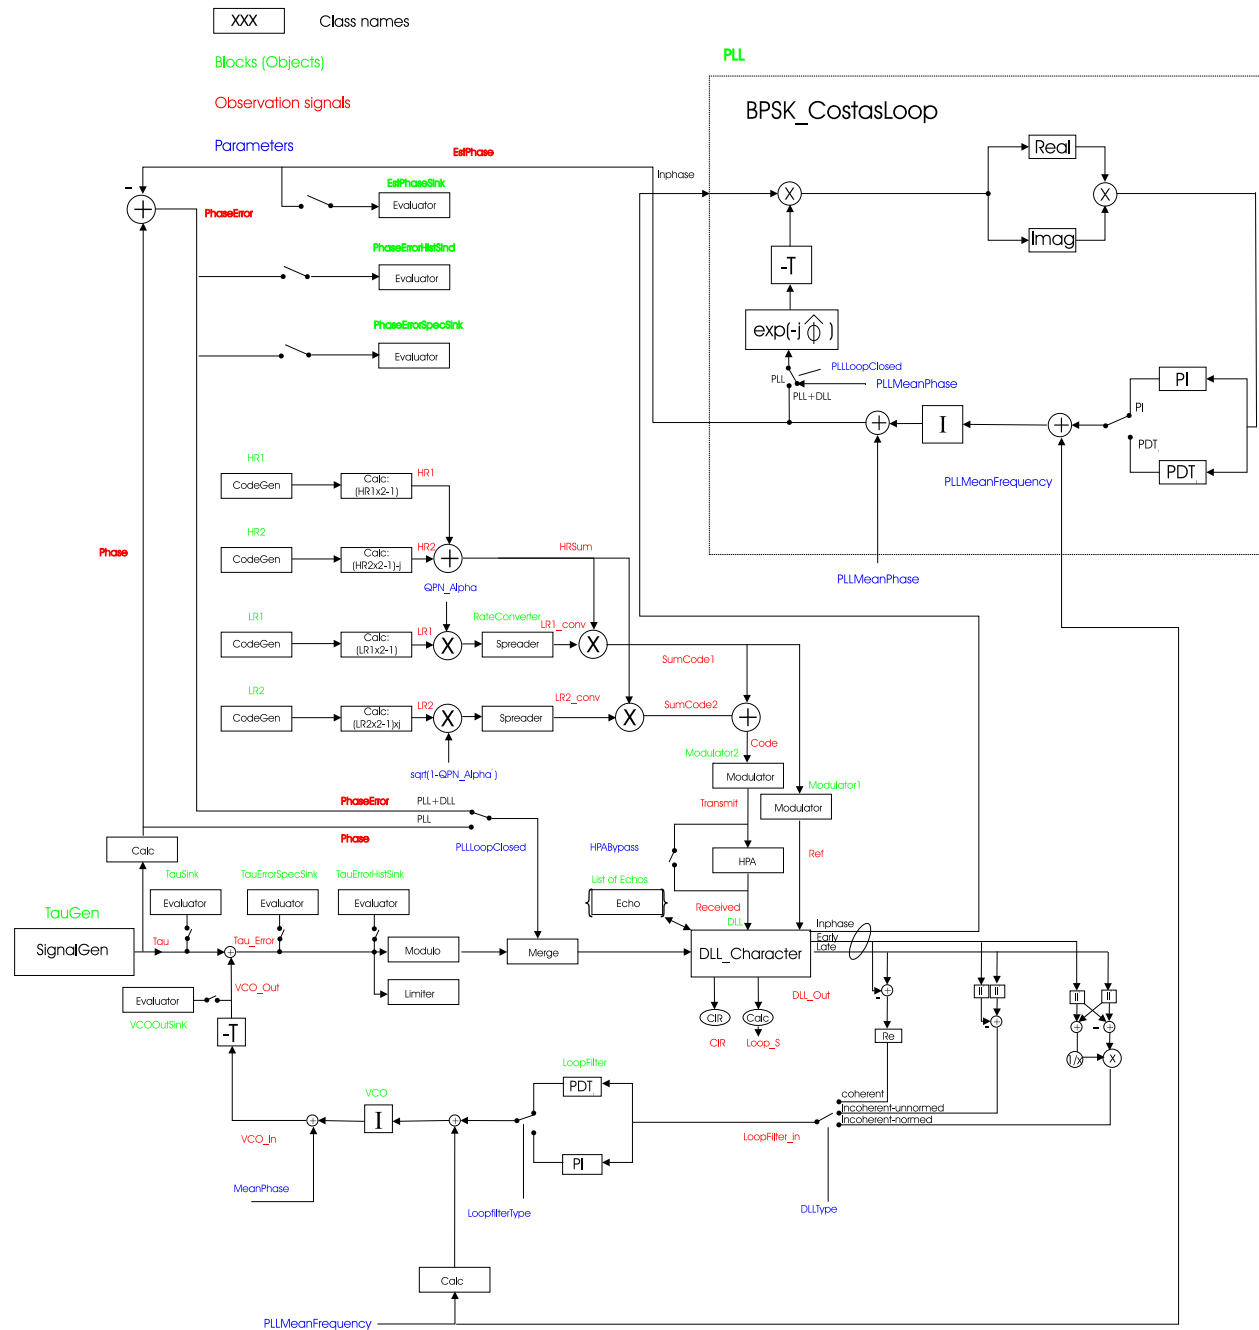 XXX
Class names
Blocks (Objects)
Observation signals
Parameters
PLL
BPSK_CostasLoop
EstPhase
Inphase
Real
Imag
X
X
-
+
PhaseError
EstPhaseSink
Evaluator
PhaseErrorHistSind
Evaluator
PhaseErrorSpecSink
Evaluator
-T
exp(-j ϕ̂ )
PLLLoopClosed
PLL
PLLMeanPhase
PLL+DLL
PI
PI
PDT
PDT
I
+
+
PLLMeanFrequency
PLLMeanPhase
HR1
CodeGen
Calc:
(HR1x2-1)
HR1
Phase
HR2
CodeGen
Calc:
(HR2x2-1)-j
HR2
+
HRSum
QPN_Alpha
LR1
CodeGen
Calc:
(LR1x2-1)
LR1
X
RateConverter
Spreader
LR1_conv
X
SumCode1
LR2
CodeGen
Calc:
(LR2x2-1)xj
LR2
X
Spreader
LR2_conv
X
SumCode2
+
sqrt(1-QPN_Alpha²)
Code
Modulator2
Modulator
Modulator1
Modulator
Transmit
PhaseError
PLL+DLL
PLL
Phase
PLLLoopClosed
HPABypass
HPA
Ref
Calc
TauSink
Evaluator
TauErrorSpecSink
Evaluator
TauErrorHistSink
Evaluator
List of Echos
{ Echo }
Received
DLL
TauGen
SignalGen
Tau
+
Tau_Error
Modulo
Merge
DLL_Character
Inphase
Early
Late
Limiter
VCO_Out
Evaluator
VCOOutSinK
-T
CIR
Calc
DLL_Out
CIR
Loop_S
+
-
Re
||
||
+
-
||
||
+
+
-
1/x
X
coherent
Incoherent-unnormed
Incoherent-normed
LoopFilter
PDT
PI
VCO
I
+
+
VCO_In
LoopFilter_in
MeanPhase
LoopfilterType
DLLType
Calc
PLLMeanFrequency